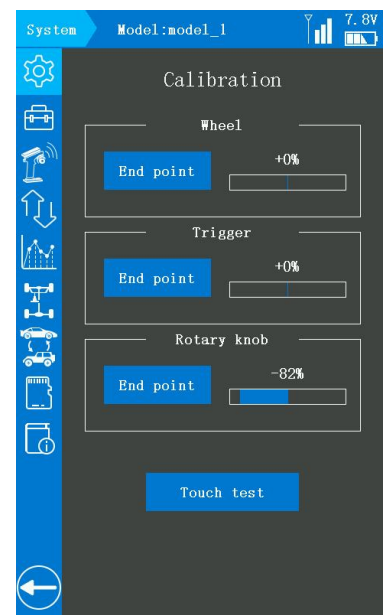 System
Model:model_1
7.8V
Calibration
Wheel
End point
+0%
Trigger
End point
+0%
Rotary knob
End point
-82%
Touch test